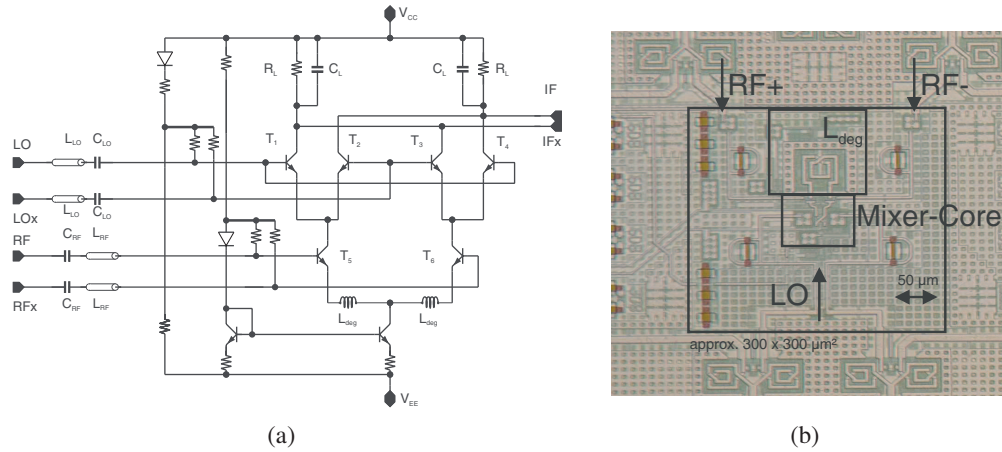 V_CC
R_L C_L C_L R_L
IF
IFx
T_1 T_2 T_3 T_4
LO L_LO C_LO
LOx L_LO C_LO
RF C_RF L_RF
RFx C_RF L_RF
T_5 T_6
L_deg L_deg
V_EE
(a)
RF+ RF-
L_deg
Mixer-Core
50 µm
LO
approx. 300 x 300 µm²
(b)